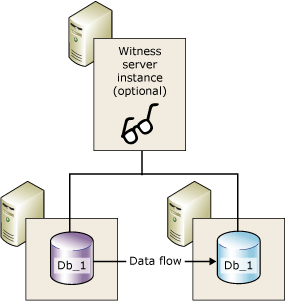 Witness
server
instance
(optional)
Db_1
Data flow
Db_1